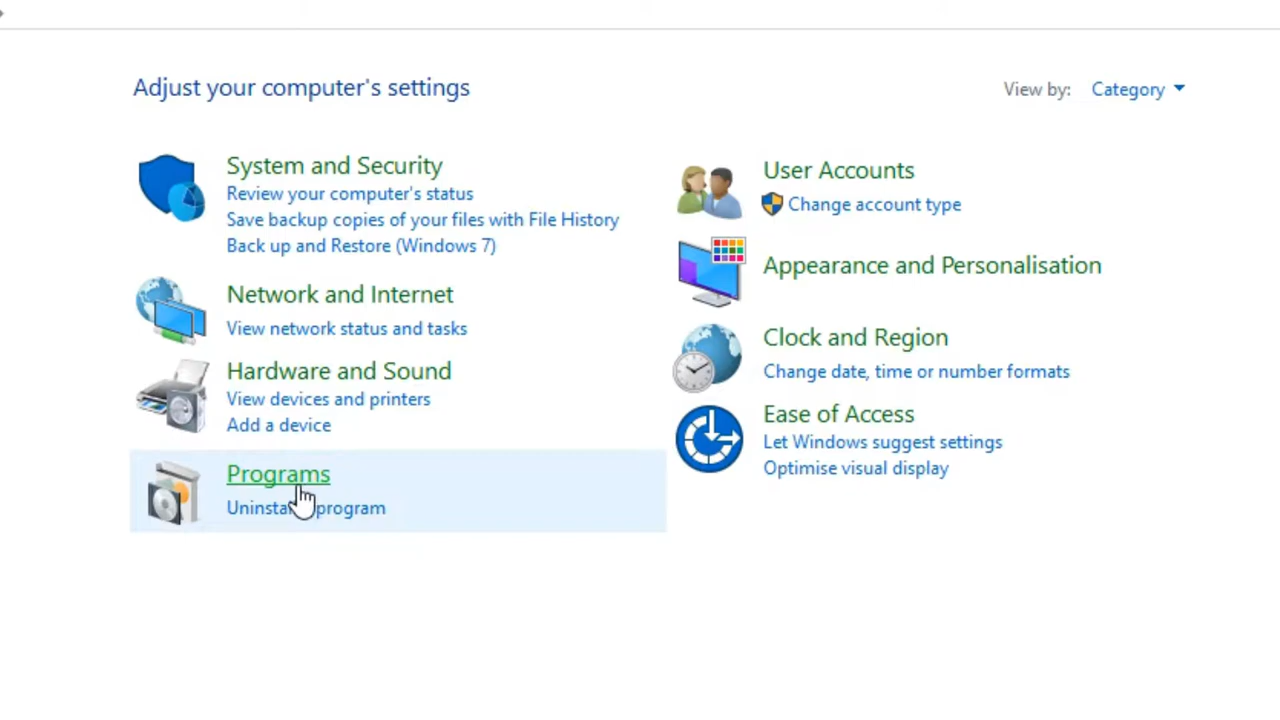 Adjust your computer's settings
View by: Category
System and Security
Review your computer's status
Save backup copies of your files with File History
Back up and Restore (Windows 7)
Network and Internet
View network status and tasks
Hardware and Sound
View devices and printers
Add a device
Programs
Uninstall a program
User Accounts
Change account type
Appearance and Personalisation
Clock and Region
Change date, time or number formats
Ease of Access
Let Windows suggest settings
Optimise visual display